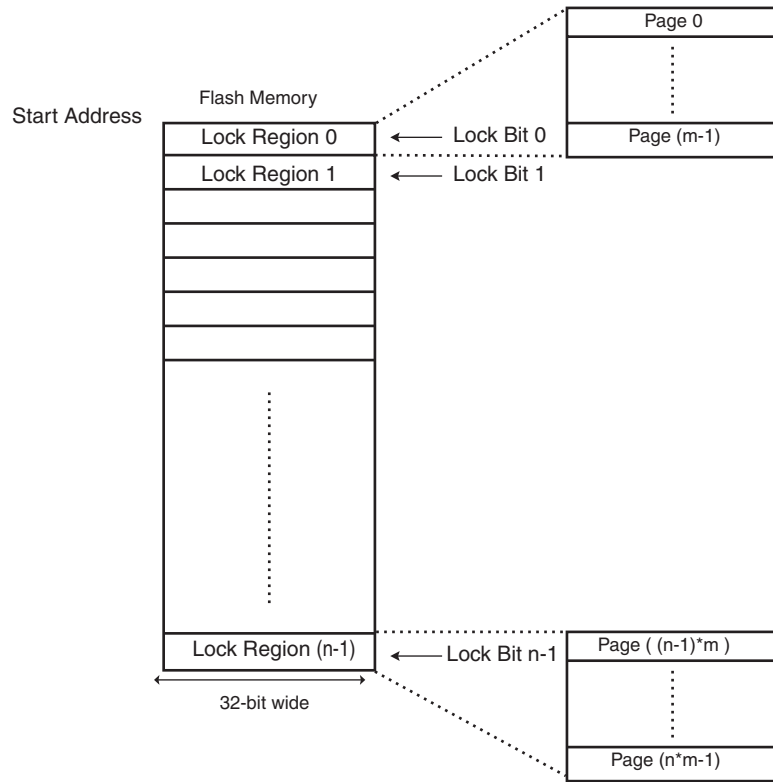 Page 0
Flash Memory
Start Address
Lock Region 0
Lock Bit 0
Page (m-1)
Lock Region 1
Lock Bit 1
Lock Region (n-1)
Lock Bit n-1
Page ( (n-1)*m )
32-bit wide
Page (n*m-1)